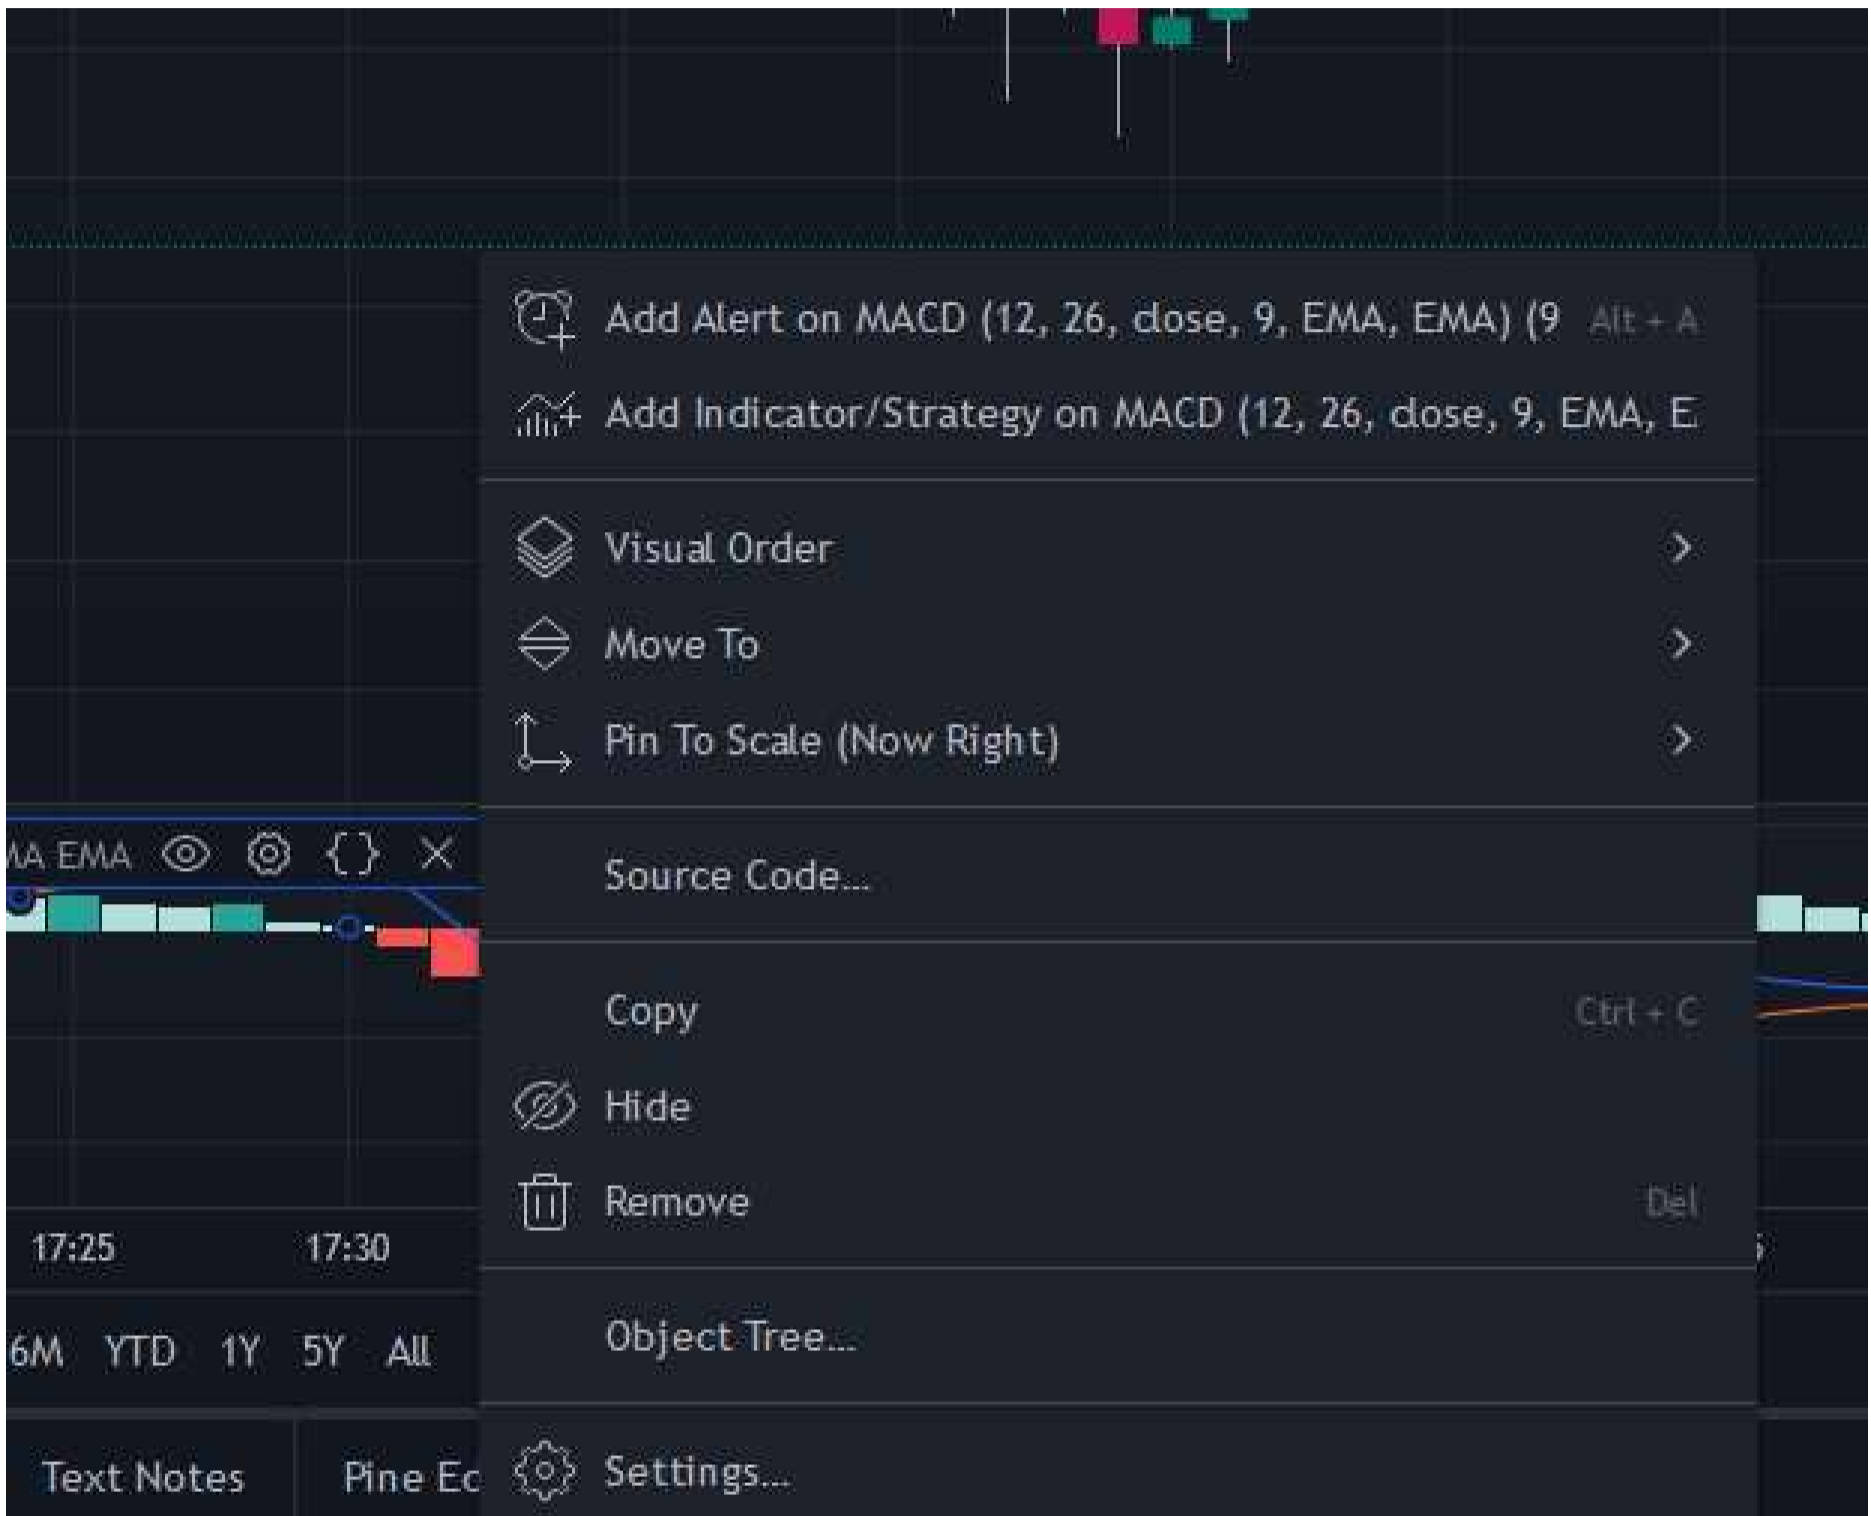 Add Alert on MACD (12, 26, close, 9, EMA, EMA) (9 Alt + A
Add Indicator/Strategy on MACD (12, 26, close, 9, EMA, E
Visual Order
Move To
Pin To Scale (Now Right)
MA EMA {}
Source Code...
Copy Ctrl + C
Hide
Remove Del
17:25 17:30
Object Tree...
6M YTD 1Y 5Y All
Settings...
Text Notes Pine Ec